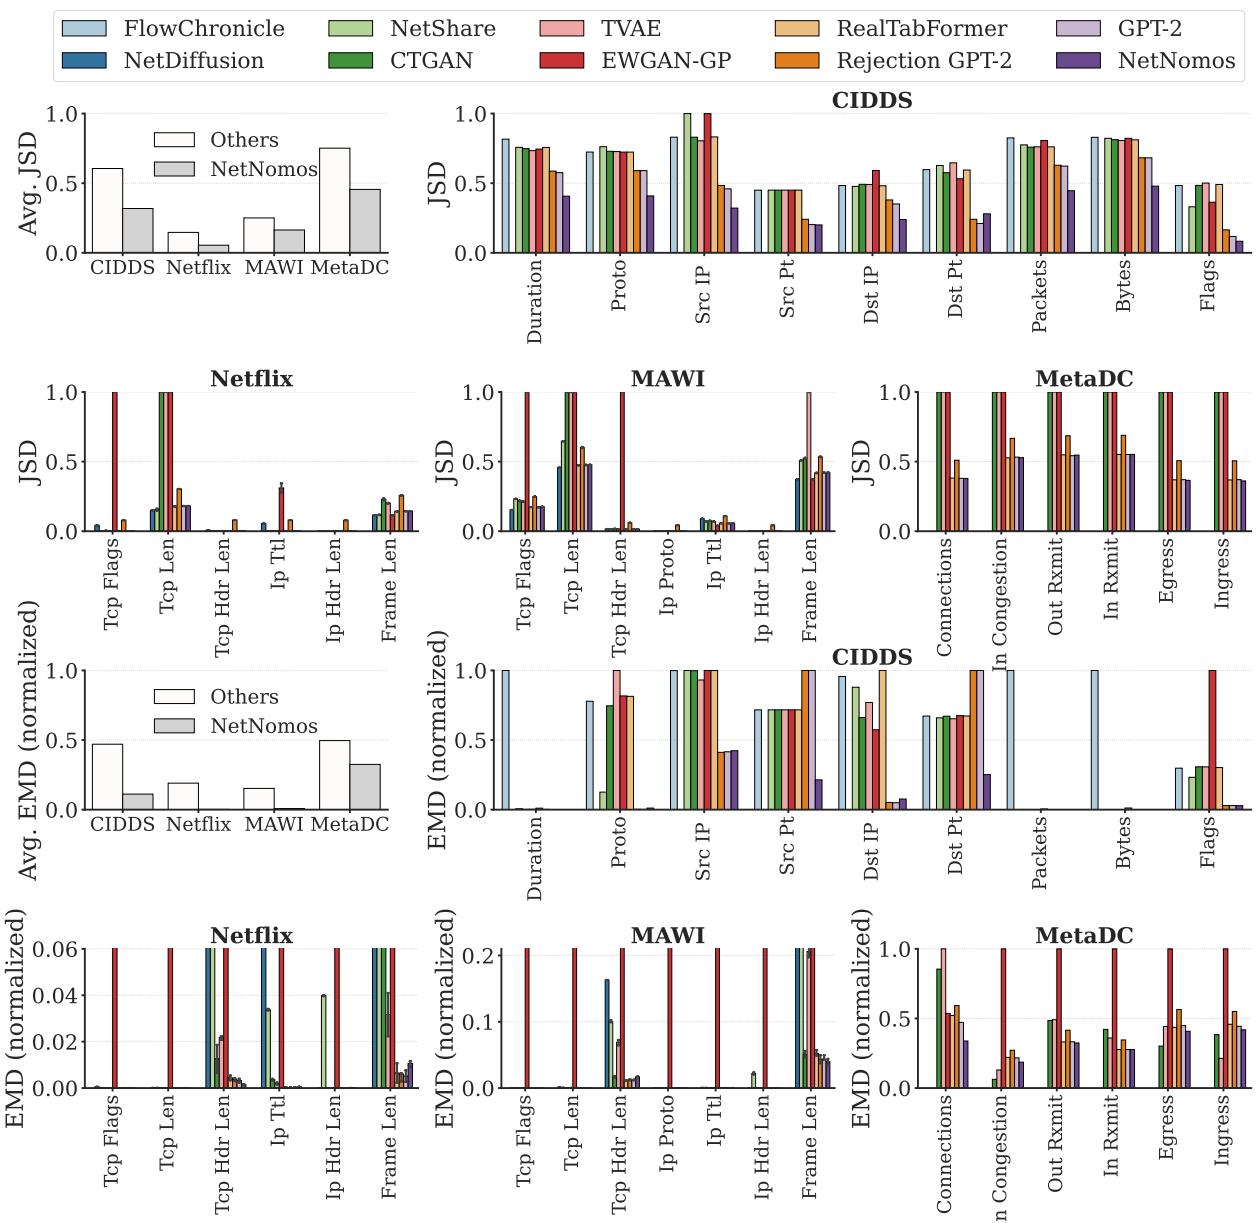 FlowChronicle NetShare TVAE RealTabFormer GPT-2
NetDiffusion CTGAN EWGAN-GP Rejection GPT-2 NetNomos
Avg. JSD
1.0
0.5
0.0
Others
NetNomos
CIDDS Netflix MAWI MetaDC
CIDDS
JSD
1.0
0.5
0.0
Duration
Proto
Src IP
Src Pt
Dst IP
Dst Pt
Packets
Bytes
Flags
Netflix
JSD
1.0
0.5
0.0
Tcp Flags
Tcp Len
Tcp Hdr Len
Ip Ttl
Ip Hdr Len
Frame Len
MAWI
JSD
1.0
0.5
0.0
Tcp Flags
Tcp Len
Tcp Hdr Len
Ip Proto
Ip Ttl
Ip Hdr Len
Frame Len
MetaDC
JSD
1.0
0.5
0.0
Connections
In Congestion
Out Rxmit
In Rxmit
Egress
Ingress
Avg. EMD (normalized)
1.0
0.5
0.0
Others
NetNomos
CIDDS Netflix MAWI MetaDC
CIDDS
EMD (normalized)
1.0
0.5
0.0
Duration
Proto
Src IP
Src Pt
Dst IP
Dst Pt
Packets
Bytes
Flags
Netflix
EMD (normalized)
0.06
0.04
0.02
0.00
Tcp Flags
Tcp Len
Tcp Hdr Len
Ip Ttl
Ip Hdr Len
Frame Len
MAWI
EMD (normalized)
0.2
0.1
0.0
Tcp Flags
Tcp Len
Tcp Hdr Len
Ip Proto
Ip Ttl
Ip Hdr Len
Frame Len
MetaDC
EMD (normalized)
1.0
0.5
0.0
Connections
n Congestion
Out Rxmit
In Rxmit
Egress
Ingress